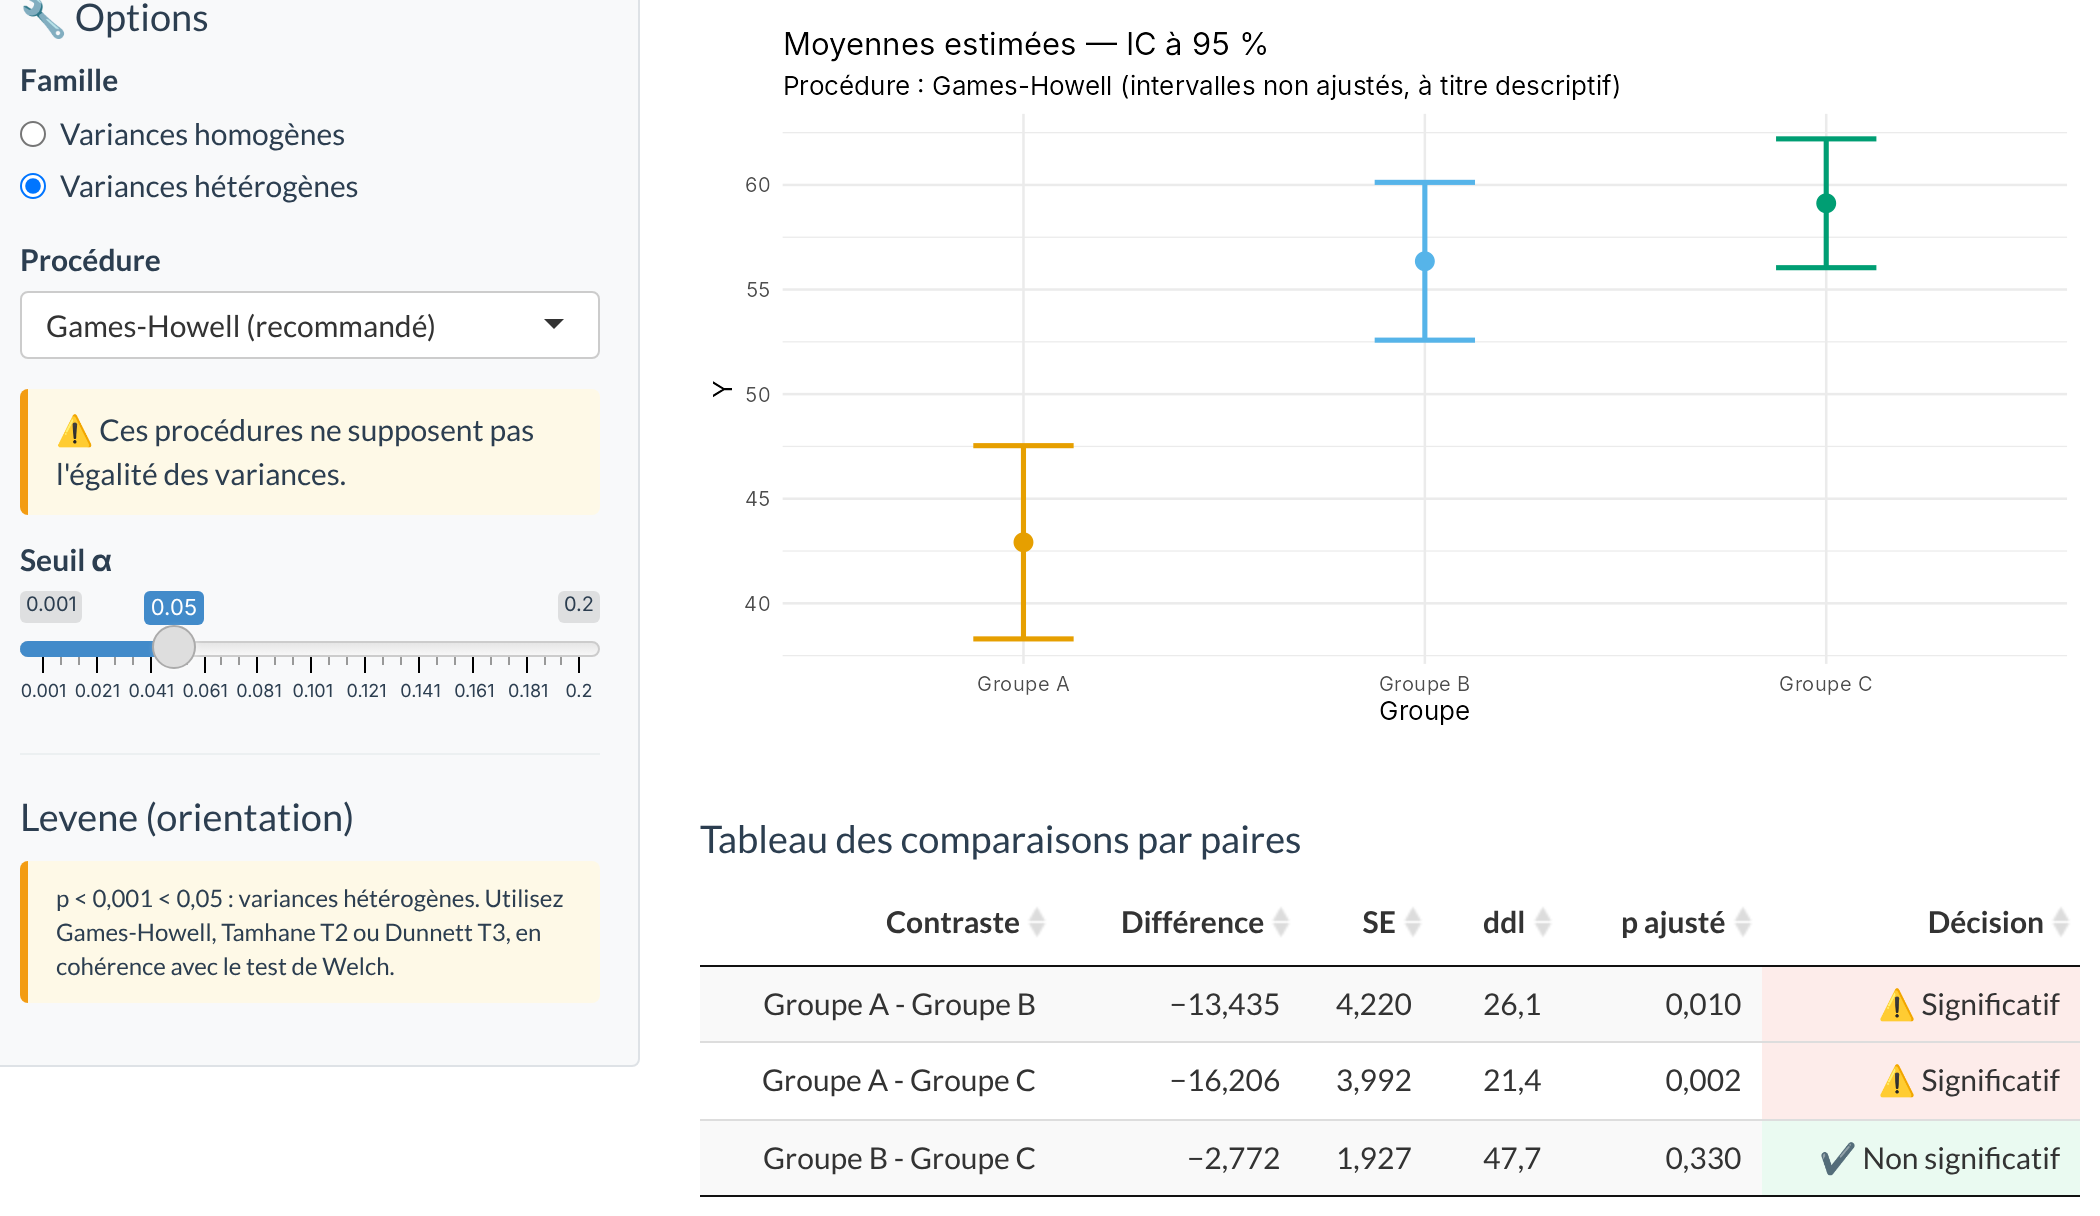 🔧 Options
Famille
Variances homogènes
Variances hétérogènes
Procédure
Games-Howell (recommandé)
⚠️ Ces procédures ne supposent pas
l'égalité des variances.
Seuil α
0.001 0.05 0.2
0.001 0.021 0.041 0.061 0.081 0.101 0.121 0.141 0.161 0.181 0.2
Levene (orientation)
p < 0,001 < 0,05 : variances hétérogènes. Utilisez
Games-Howell, Tamhane T2 ou Dunnett T3, en
cohérence avec le test de Welch.
Moyennes estimées — IC à 95 %
Procédure : Games-Howell (intervalles non ajustés, à titre descriptif)
Y
60
55
50
45
40
Groupe A Groupe B Groupe C
Groupe
Tableau des comparaisons par paires
Contraste Différence SE ddl p ajusté Décision
Groupe A - Groupe B −13,435 4,220 26,1 0,010 ⚠️ Significatif
Groupe A - Groupe C −16,206 3,992 21,4 0,002 ⚠️ Significatif
Groupe B - Groupe C −2,772 1,927 47,7 0,330 ✔️ Non significatif